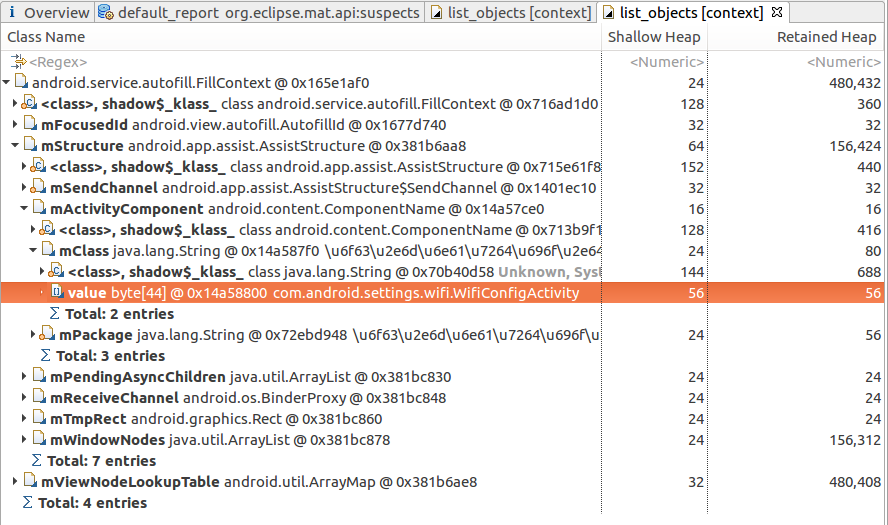 i Overview default_report org.eclipse.mat.api:suspects list_objects [context] list_objects [context]
Class Name Shallow Heap Retained Heap
<Regex> <Numeric> <Numeric>
android.service.autofill.FillContext @ 0x165e1af0 24 480,432
<class>, shadow$_klass_ class android.service.autofill.FillContext @ 0x716ad1d0 128 360
mFocusedId android.view.autofill.AutofillId @ 0x1677d740 32 32
mStructure android.app.assist.AssistStructure @ 0x381b6aa8 64 156,424
<class>, shadow$_klass_ class android.app.assist.AssistStructure @ 0x715e61f8 152 440
mSendChannel android.app.assist.AssistStructure$SendChannel @ 0x1401ec10 32 32
mActivityComponent android.content.ComponentName @ 0x14a57ce0 16 16
<class>, shadow$_klass_ class android.content.ComponentName @ 0x713b9f1 128 416
mClass java.lang.String @ 0x14a587f0 \u6f63\u2e6d\u6e61\u7264\u696f\u2e64 24 80
<class>, shadow$_klass_ class java.lang.String @ 0x70b40d58 Unknown, Syst 144 688
value byte[44] @ 0x14a58800 com.android.settings.wifi.WifiConfigActivity 56 56
Σ Total: 2 entries
mPackage java.lang.String @ 0x72ebd948 \u6f63\u2e6d\u6e61\u7264\u696f\u 24 56
Σ Total: 3 entries
mPendingAsyncChildren java.util.ArrayList @ 0x381bc830 24 24
mReceiveChannel android.os.BinderProxy @ 0x381bc848 24 24
mTmpRect android.graphics.Rect @ 0x381bc860 24 24
mWindowNodes java.util.ArrayList @ 0x381bc878 24 156,312
Σ Total: 7 entries
mViewNodeLookupTable android.util.ArrayMap @ 0x381b6ae8 32 480,408
Σ Total: 4 entries